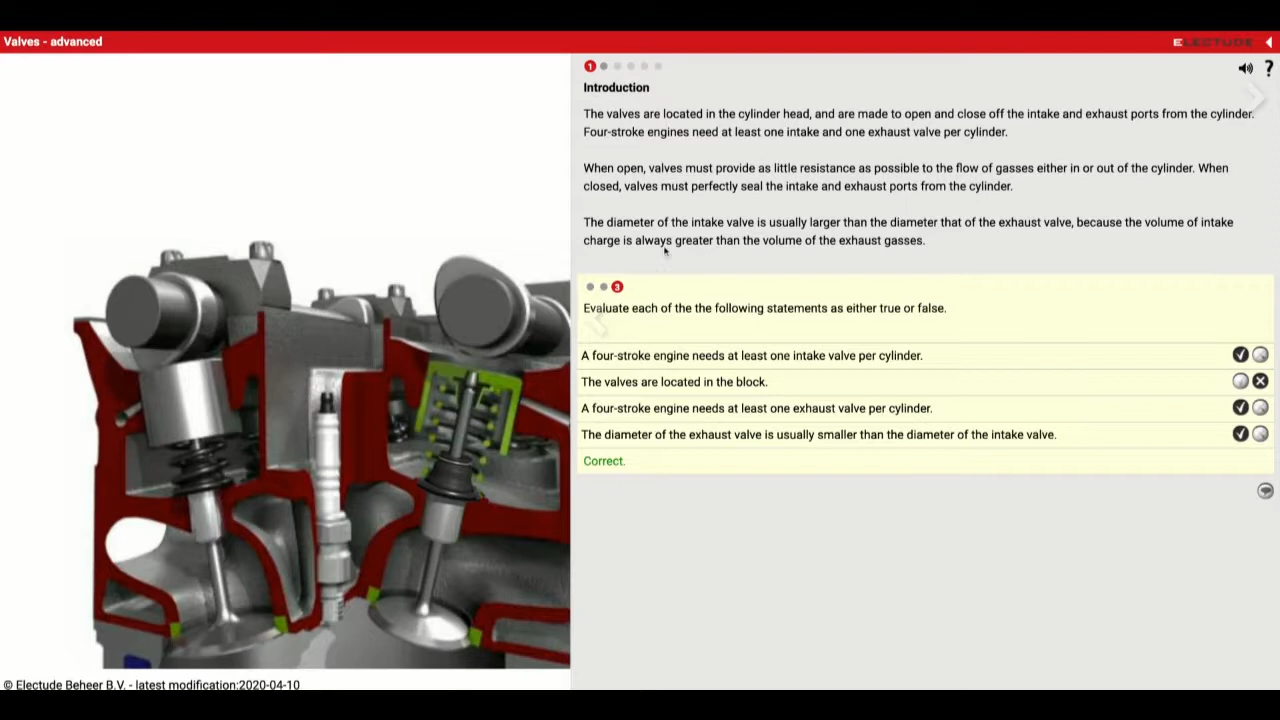 Valves - advanced
ELECTUDE
1
Introduction
The valves are located in the cylinder head, and are made to open and close off the intake and exhaust ports from the cylinder.
Four-stroke engines need at least one intake and one exhaust valve per cylinder.
When open, valves must provide as little resistance as possible to the flow of gasses either in or out of the cylinder. When
closed, valves must perfectly seal the intake and exhaust ports from the cylinder.
The diameter of the intake valve is usually larger than the diameter that of the exhaust valve, because the volume of intake
charge is always greater than the volume of the exhaust gasses.
3
Evaluate each of the the following statements as either true or false.
A four-stroke engine needs at least one intake valve per cylinder.
The valves are located in the block.
A four-stroke engine needs at least one exhaust valve per cylinder.
The diameter of the exhaust valve is usually smaller than the diameter of the intake valve.
Correct.
© Electude Beheer B.V. - latest modification:2020-04-10